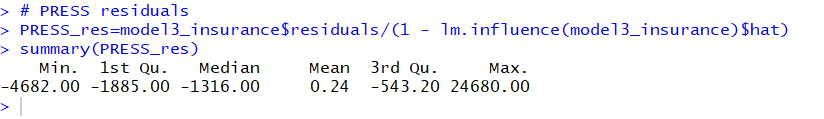 > # PRESS residuals
> PRESS_res=model3_insurance$residuals/(1 - lm.influence(model3_insurance)$hat)
> summary(PRESS_res)
    Min.  1st Qu.   Median     Mean  3rd Qu.     Max.
-4682.00 -1885.00 -1316.00     0.24  -543.20 24680.00
>